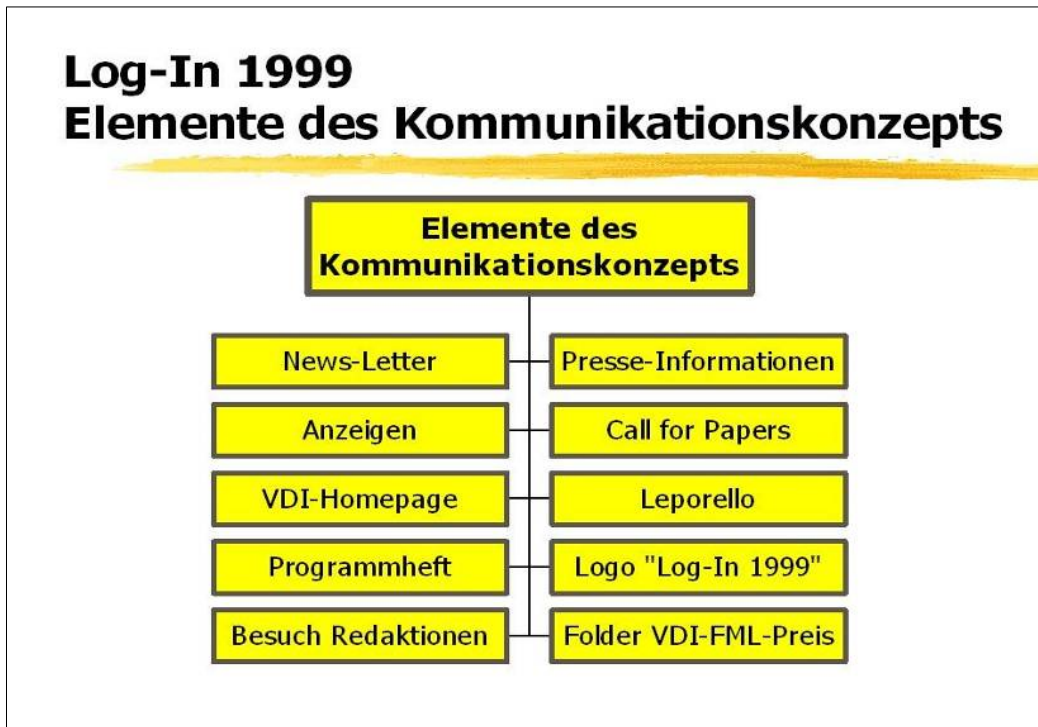 Log-In 1999
Elemente des Kommunikationskonzepts
Elemente des
Kommunikationskonzepts
News-Letter
Presse-Informationen
Anzeigen
Call for Papers
VDI-Homepage
Leporello
Programmheft
Logo "Log-In 1999"
Besuch Redaktionen
Folder VDI-FML-Preis